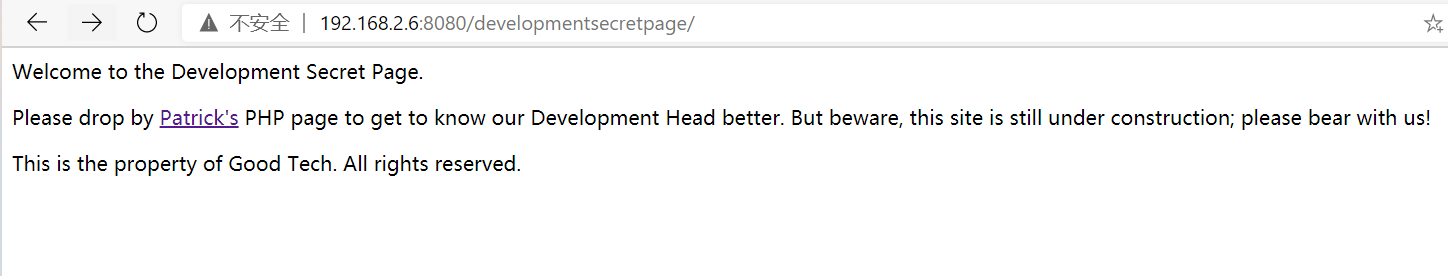 不安全 | 192.168.2.6:8080/developmentsecretpage/
Welcome to the Development Secret Page.
Please drop by Patrick's PHP page to get to know our Development Head better. But beware, this site is still under construction; please bear with us!
This is the property of Good Tech. All rights reserved.